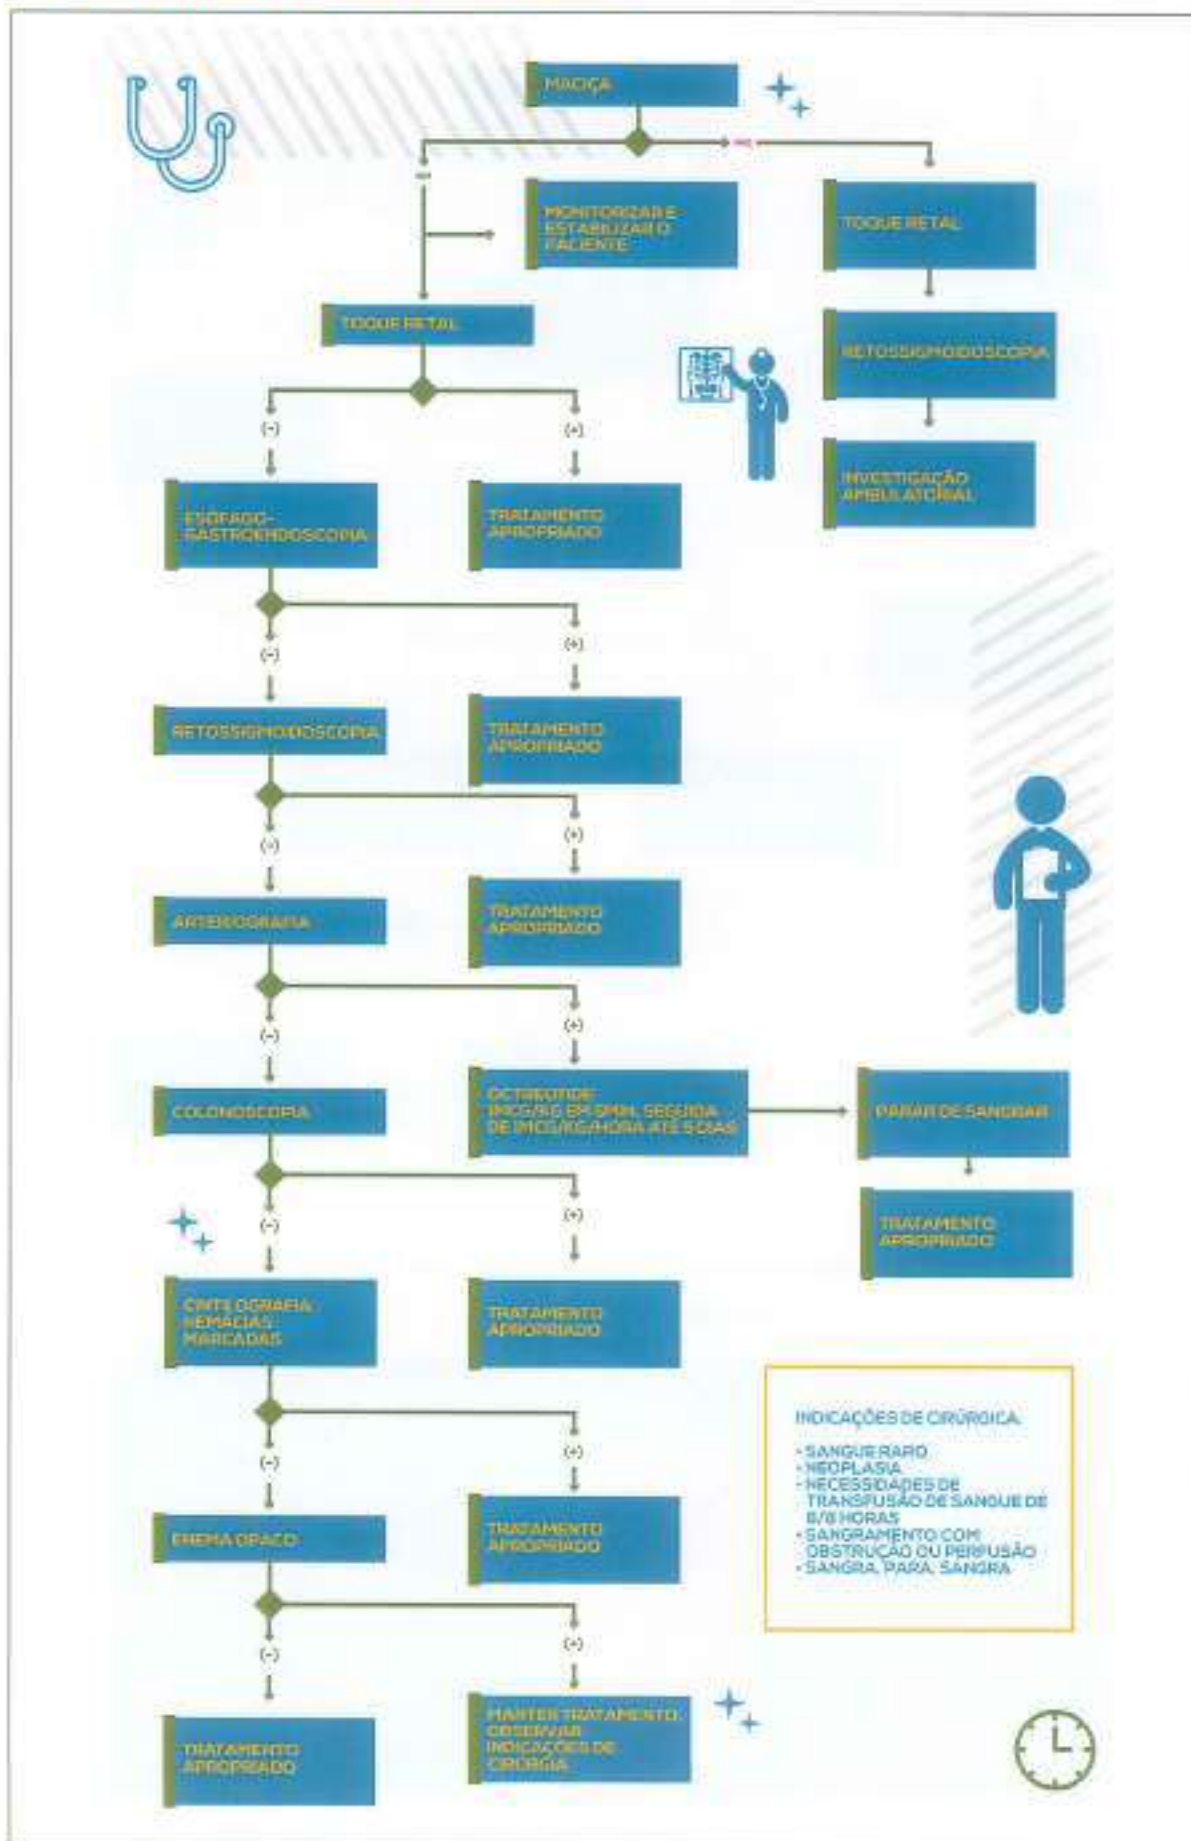 MACIÇA
MONITORIZAR E
ESTABILIZAR O
PACIENTE
TOQUE RETAL
TOQUE RETAL
RETOSSIGMOIDOSCOPIA
INVESTIGAÇÃO
AMBULATORIAL
(-)
(+)
ESÔFAGO-
GASTROENDOSCOPIA
TRATAMENTO
APROPRIADO
(-)
(+)
RETOSSIGMOIDOSCOPIA
TRATAMENTO
APROPRIADO
(-)
(+)
ARTERIOGRAFIA
TRATAMENTO
APROPRIADO
(-)
(+)
COLONOSCOPIA
OCTREOTIDE
1MCG/KG EM 5MIN, SEGUIDA
DE 1MCG/KG/HORA ATÉ 5 DIAS
PARAR DE SANGRAR
TRATAMENTO
APROPRIADO
(-)
(+)
CINTILOGRAFIA
HEMÁCIAS
MARCADAS
TRATAMENTO
APROPRIADO
(-)
(+)
ENEMA OPACO
TRATAMENTO
APROPRIADO
(-)
(+)
TRATAMENTO
APROPRIADO
MANTER TRATAMENTO,
OBSERVAR
INDICAÇÕES DE
CIRURGIA
INDICAÇÕES DE CIRÚRGICA
• SANGUE RARO
• NEOPLASIA
• NECESSIDADES DE
TRANSFUSÃO DE SANGUE DE
HORAS
• SANGRAMENTO COM
OBSTRUÇÃO OU PERFUSÃO
• SANGRA, PARA, SANGRA